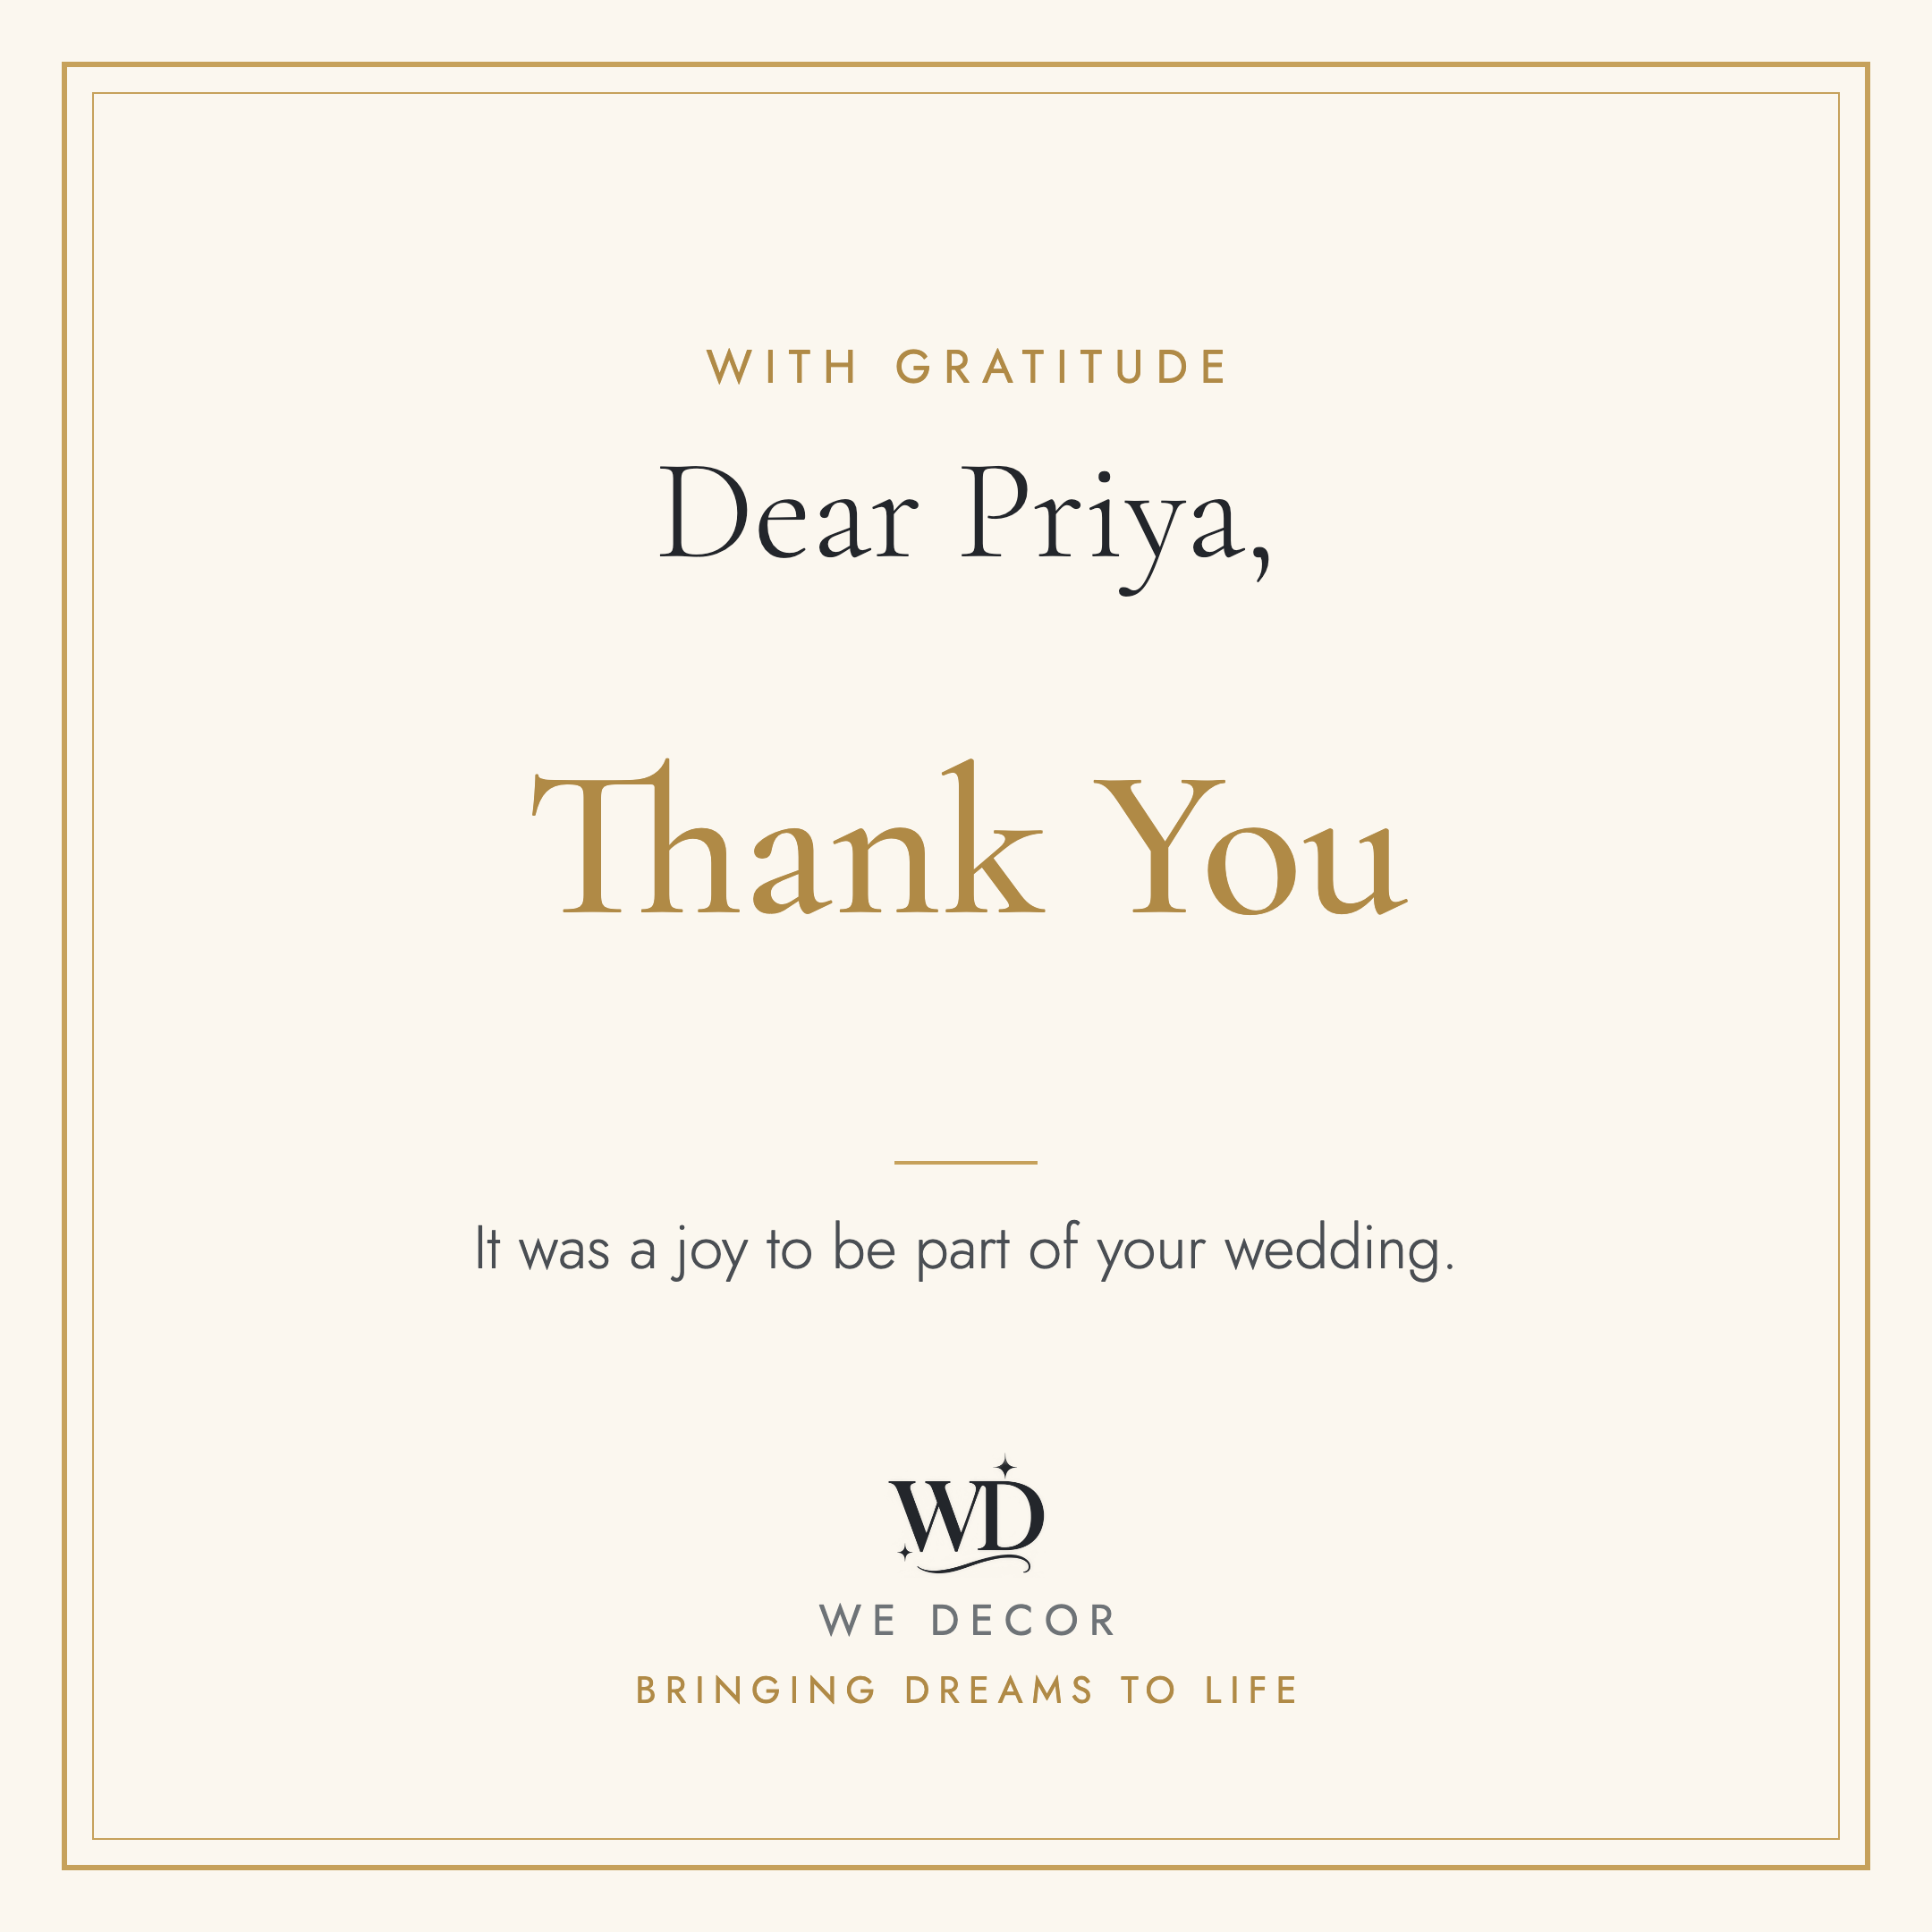 WITH GRATITUDE
Dear Priya,
Thank You
It was a joy to be part of your wedding.
WD
WE DECOR
BRINGING DREAMS TO LIFE